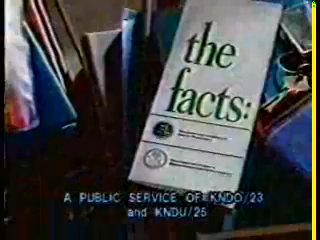 the
facts:
A PUBLIC SERVICE OF KNDO/23
and KNDU/25